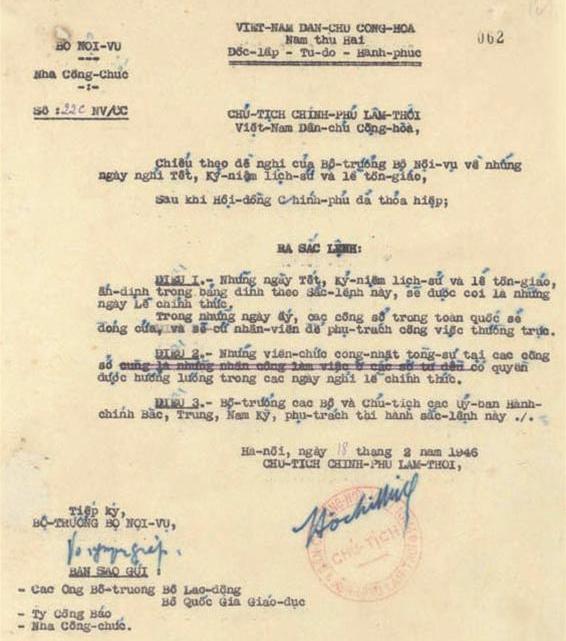 VIỆT-NAM DÂN-CHỦ CỘNG-HÒA
Năm thứ Hai
Độc-lập - Tự-do - Hạnh-phúc
062
BỘ NỘI-VỤ
Nha Công-Chức
Số : 22C NV/CC
CHỦ-TỊCH CHÍNH-PHỦ LÂM-THỜI
Việt-Nam Dân-chủ Cộng-hòa,
Chiếu theo đề nghị của Bộ-trưởng Bộ Nội-vụ về những
ngày nghỉ Tết, Kỷ-niệm lịch-sử và lễ tôn-giáo,
Sau khi Hội-đồng Chính-phủ đã thỏa hiệp;
RA SẮC LỆNH:
ĐIỀU 1.- Những ngày Tết, Kỷ-niệm lịch-sử và lễ tôn-giáo,
ấn-định trong bảng đính theo Sắc-lệnh này, sẽ được coi là những
ngày Lễ chính thức.
Trong những ngày ấy, các công sở trong toàn quốc sẽ
đóng cửa, và sẽ cử nhân-viên để phụ-trách công việc thường trực.
ĐIỀU 2.- Những viên-chức công-nhật tòng-sự tại các công
sở cũng là những nhân công làm việc ở các sở tư đều có quyền
được hưởng lương trong các ngày nghỉ lễ chính thức.
ĐIỀU 3.- Bộ-trưởng các Bộ và Chủ-tịch các Uỷ-ban Hành-
chính Bắc, Trung, Nam Kỳ, phụ-trách thi hành sắc-lệnh này ./.
Hà-nội, ngày 18 tháng 2 năm 1946
CHỦ-TỊCH CHÍNH-PHỦ LÂM-THỜI,
Hồ Chí Minh
CHỦ-TỊCH
Tiếp ký,
BỘ-TRƯỞNG BỘ NỘI-VỤ,
BẢN SAO GỬI :
- Các Ông Bộ-trưởng Bộ Lao-động
Bộ Quốc Gia Giáo-dục
- Ty Công Báo
- Nha Công-chức.